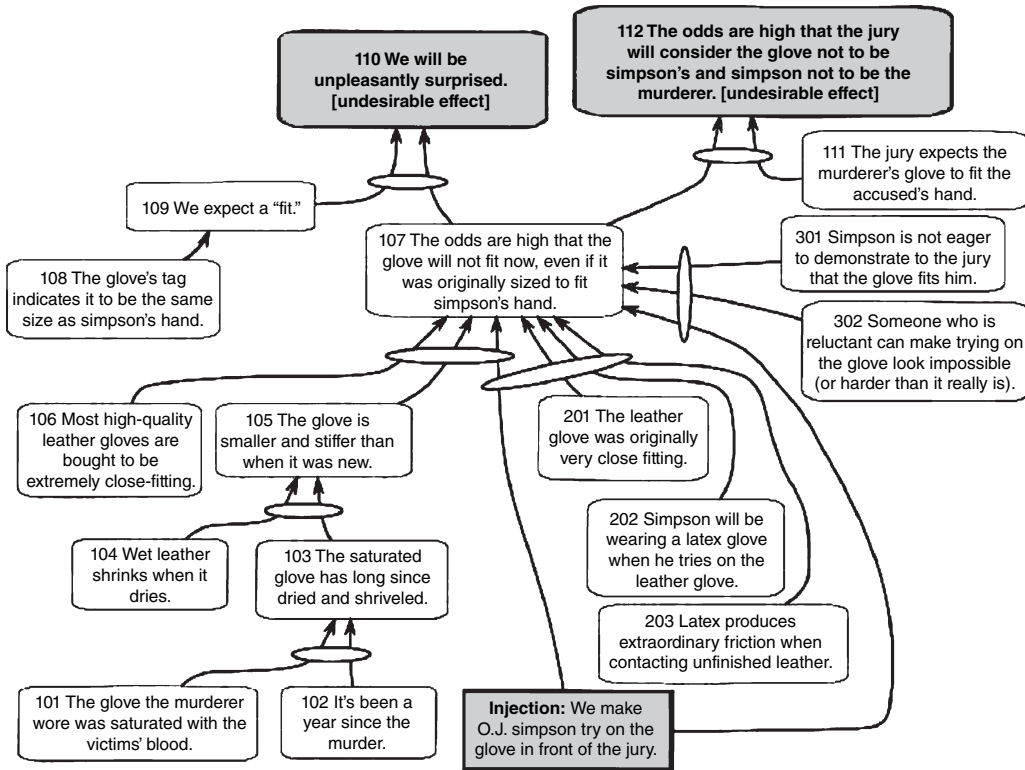 110 We will be
unpleasantly surprised.
[undesirable effect]
112 The odds are high that the jury
will consider the glove not to be
simpson's and simpson not to be the
murderer. [undesirable effect]
111 The jury expects the
murderer's glove to fit the
accused's hand.
109 We expect a “fit.”
108 The glove's tag
indicates it to be the same
size as simpson's hand.
107 The odds are high that the
glove will not fit now, even if it
was originally sized to fit
simpson's hand.
301 Simpson is not eager
to demonstrate to the jury
that the glove fits him.
302 Someone who is
reluctant can make trying on
the glove look impossible
(or harder than it really is).
106 Most high-quality
leather gloves are
bought to be
extremely close-fitting.
105 The glove is
smaller and stiffer than
when it was new.
201 The leather
glove was originally
very close fitting.
104 Wet leather
shrinks when it
dries.
103 The saturated
glove has long since
dried and shriveled.
202 Simpson will be
wearing a latex glove
when he tries on the
leather glove.
203 Latex produces
extraordinary friction when
contacting unfinished leather.
101 The glove the murderer
wore was saturated with the
victims' blood.
102 It's been a
year since the
murder.
Injection: We make
O.J. simpson try on the
glove in front of the jury.